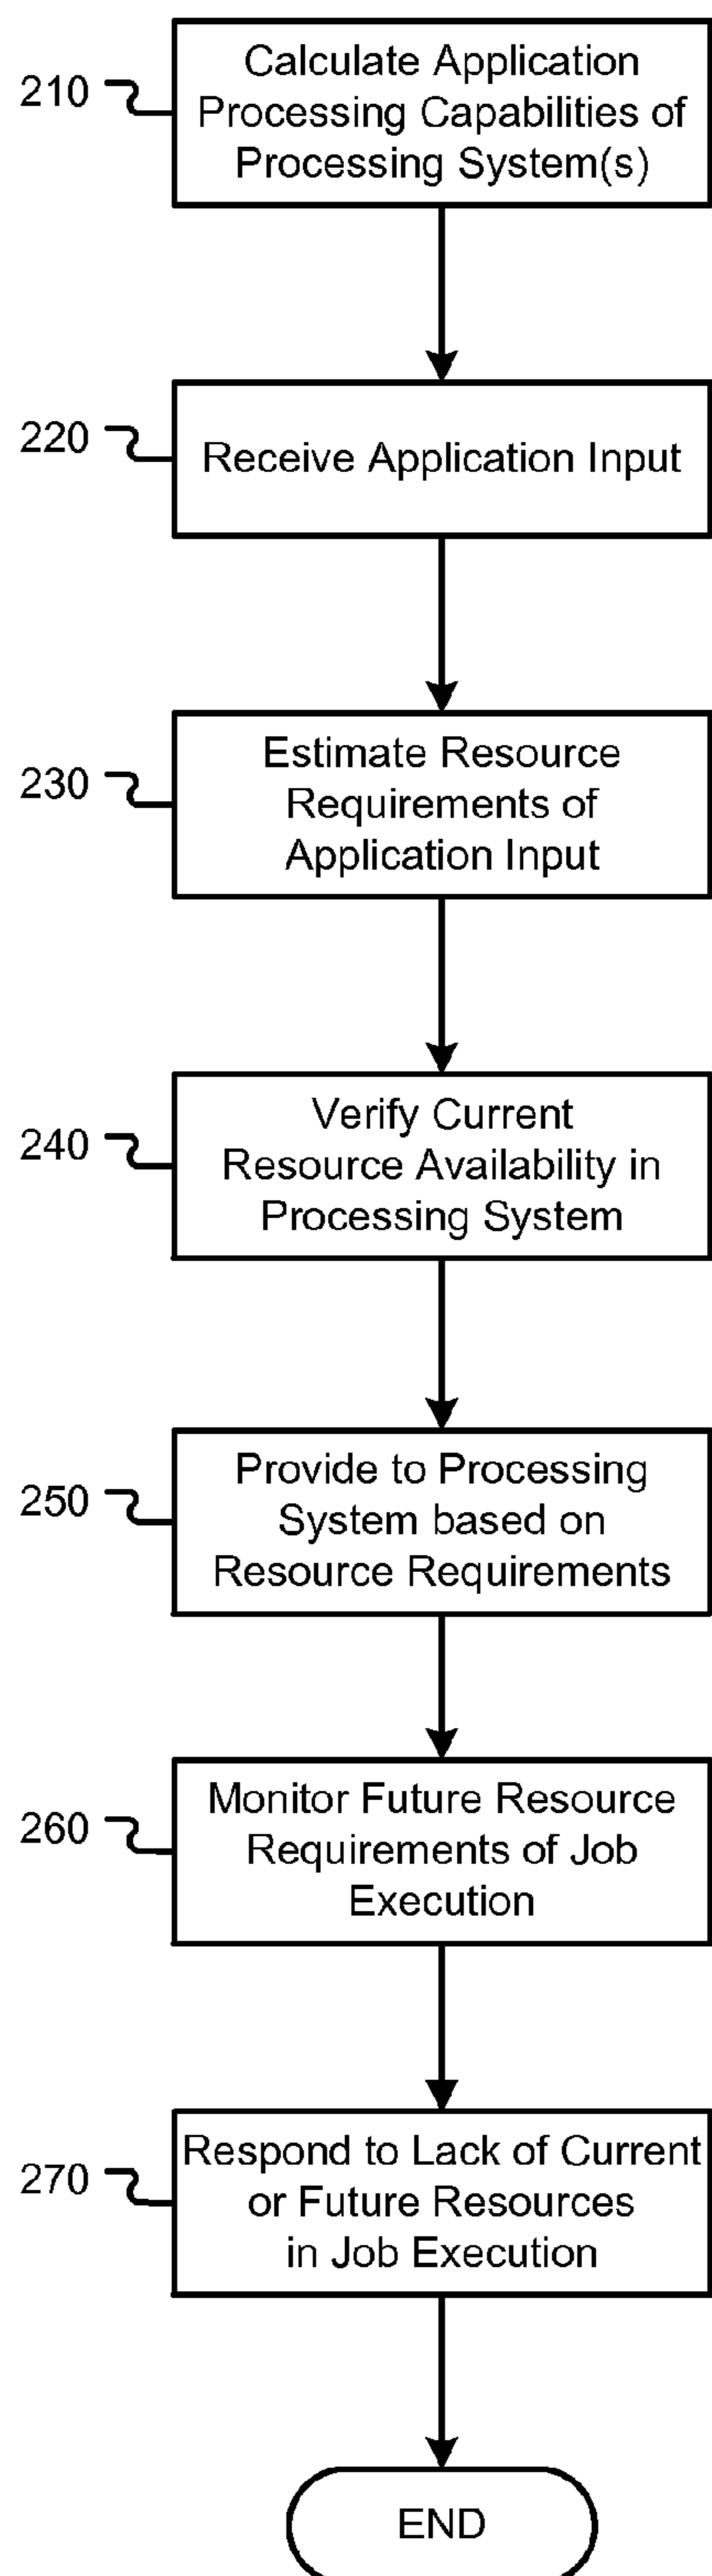 210
Calculate Application
Processing Capabilities of
Processing System(s)
220
Receive Application Input
230
Estimate Resource
Requirements of
Application Input
240
Verify Current
Resource Availability in
Processing System
250
Provide to Processing
System based on
Resource Requirements
260
Monitor Future Resource
Requirements of Job
Execution
270
Respond to Lack of Current
or Future Resources
in Job Execution
END